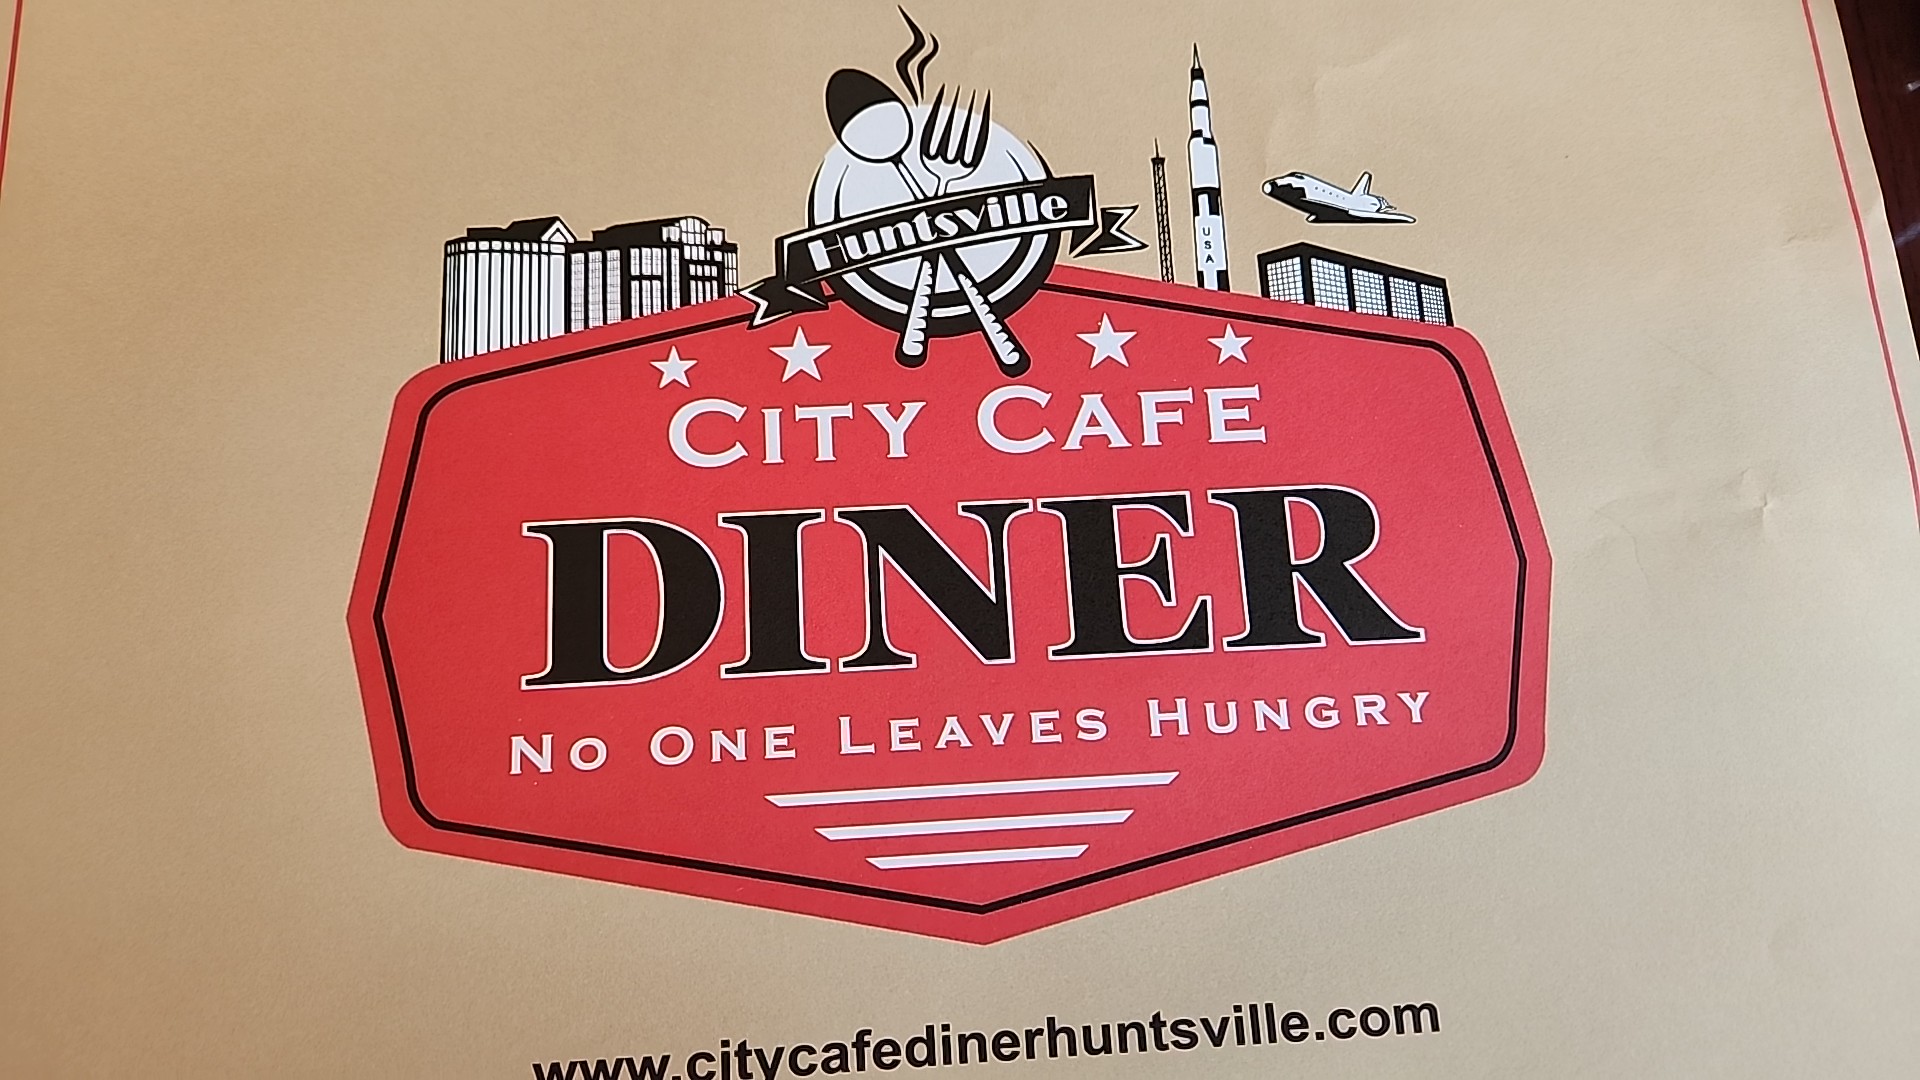 Huntsville
USA
City Cafe
DINER
No One Leaves Hungry
www.citycafedinerhuntsville.com